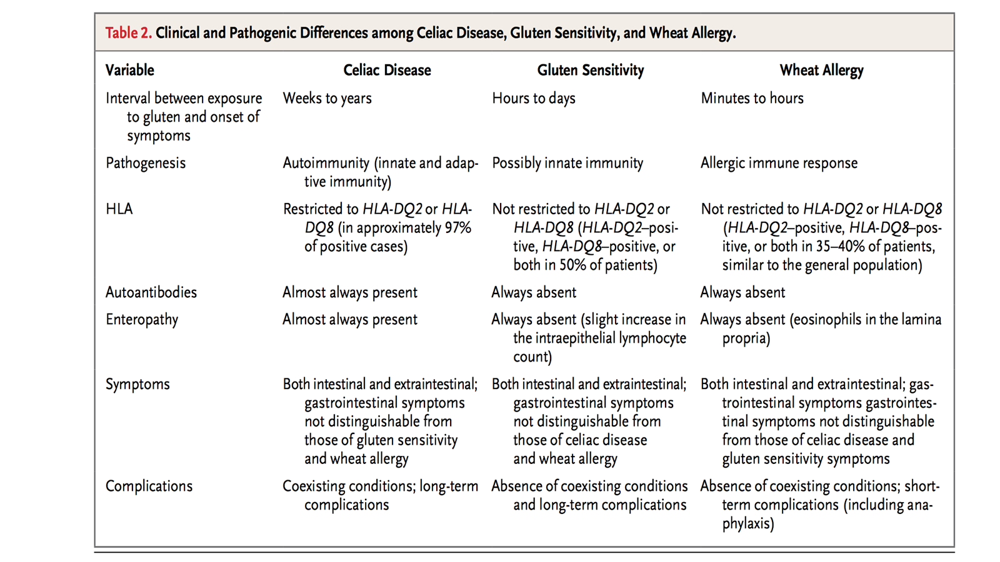 Table 2. Clinical and Pathogenic Differences among Celiac Disease, Gluten Sensitivity, and Wheat Allergy.
Variable Celiac Disease Gluten Sensitivity Wheat Allergy
Interval between exposure Weeks to years Hours to days Minutes to hours
to gluten and onset of
symptoms
Pathogenesis Autoimmunity (innate and adap- Possibly innate immunity Allergic immune response
tive immunity)
HLA Restricted to HLA-DQ2 or HLA- Not restricted to HLA-DQ2 or Not restricted to HLA-DQ2 or HLA-DQ8
DQ8 (in approximately 97% HLA-DQ8 (HLA-DQ2–posi- (HLA-DQ2–positive, HLA-DQ8–pos-
of positive cases) tive, HLA-DQ8–positive, or itive, or both in 35–40% of patients,
both in 50% of patients) similar to the general population)
Autoantibodies Almost always present Always absent Always absent
Enteropathy Almost always present Always absent (slight increase in Always absent (eosinophils in the lamina
the intraepithelial lymphocyte propria)
count)
Symptoms Both intestinal and extraintestinal; Both intestinal and extraintestinal; Both intestinal and extraintestinal; gas-
gastrointestinal symptoms gastrointestinal symptoms trointestinal symptoms gastrointes-
not distinguishable from not distinguishable from tinal symptoms not distinguishable
those of gluten sensitivity those of celiac disease from those of celiac disease and
and wheat allergy and wheat allergy gluten sensitivity symptoms
Complications Coexisting conditions; long-term Absence of coexisting conditions Absence of coexisting conditions; short-
complications and long-term complications term complications (including ana-
phylaxis)